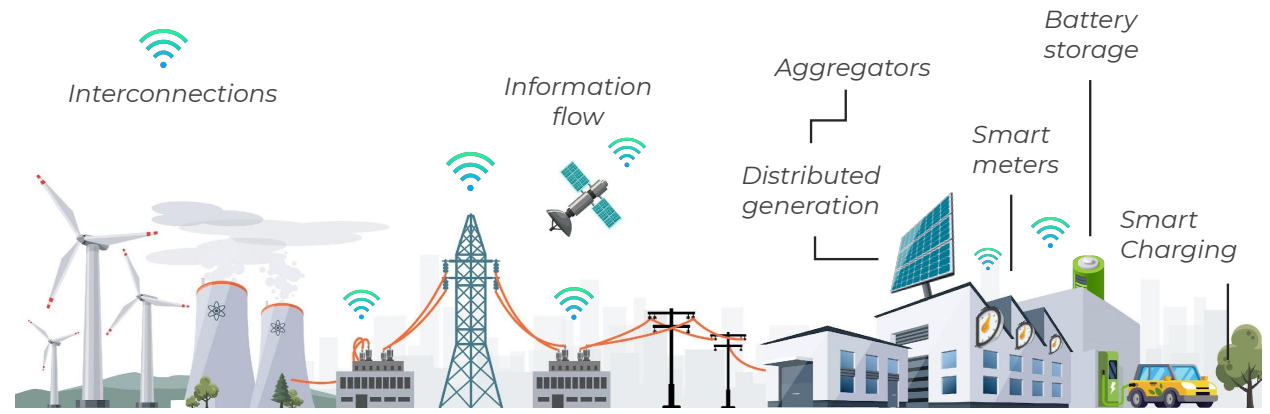 Interconnections
Information
flow
Aggregators
Distributed
generation
Smart
meters
Battery
storage
Smart
Charging